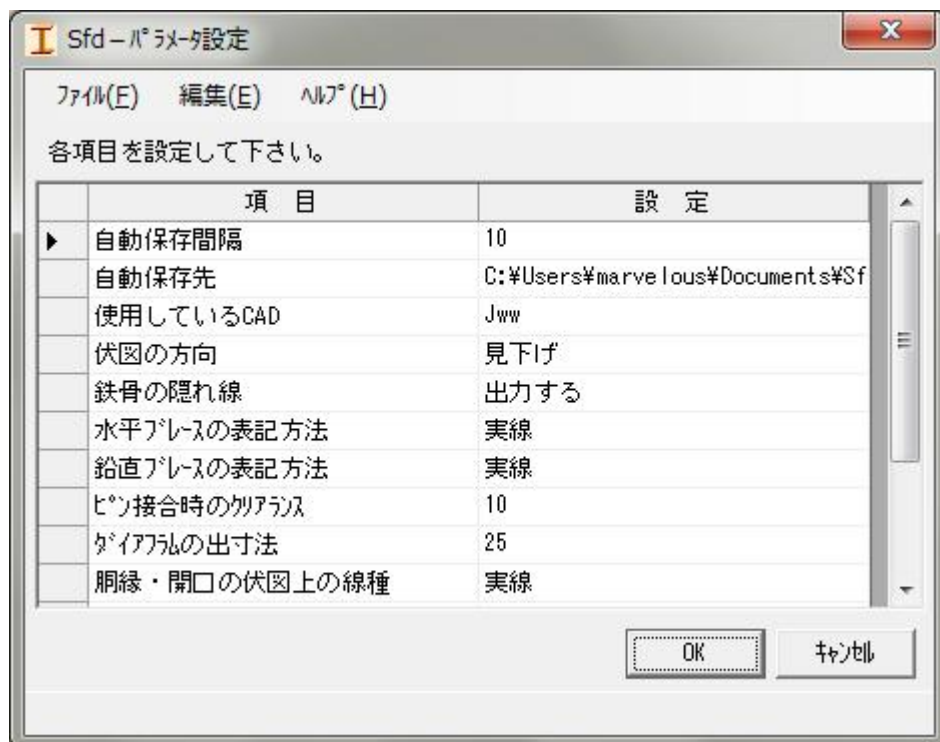 Sfd – ﾊﾟﾗﾒｰﾀ設定
ﾌｧｲﾙ(F) 編集(E) ﾍﾙﾌﾟ(H)
各項目を設定して下さい。
項 目 設 定
自動保存間隔 10
自動保存先 C:¥Users¥marvelous¥Documents¥Sf
使用しているCAD Jww
伏図の方向 見下げ
鉄骨の隠れ線 出力する
水平ﾌﾞﾚｰｽの表記方法 実線
鉛直ﾌﾞﾚｰｽの表記方法 実線
ﾋﾟﾝ接合時のｸﾘｱﾗﾝｽ 10
ﾀﾞｲｱﾌﾗﾑの出寸法 25
胴縁・開口の伏図上の線種 実線
OK ｷｬﾝｾﾙ